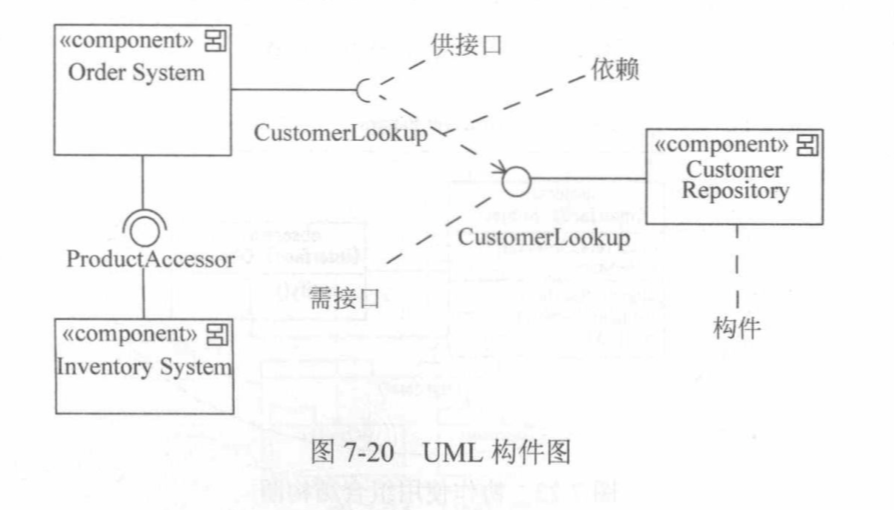 «component»
Order System
供接口
依赖
CustomerLookup
«component»
Customer
Repository
ProductAccessor
CustomerLookup
需接口
«component»
Inventory System
构件
图 7-20 UML 构件图